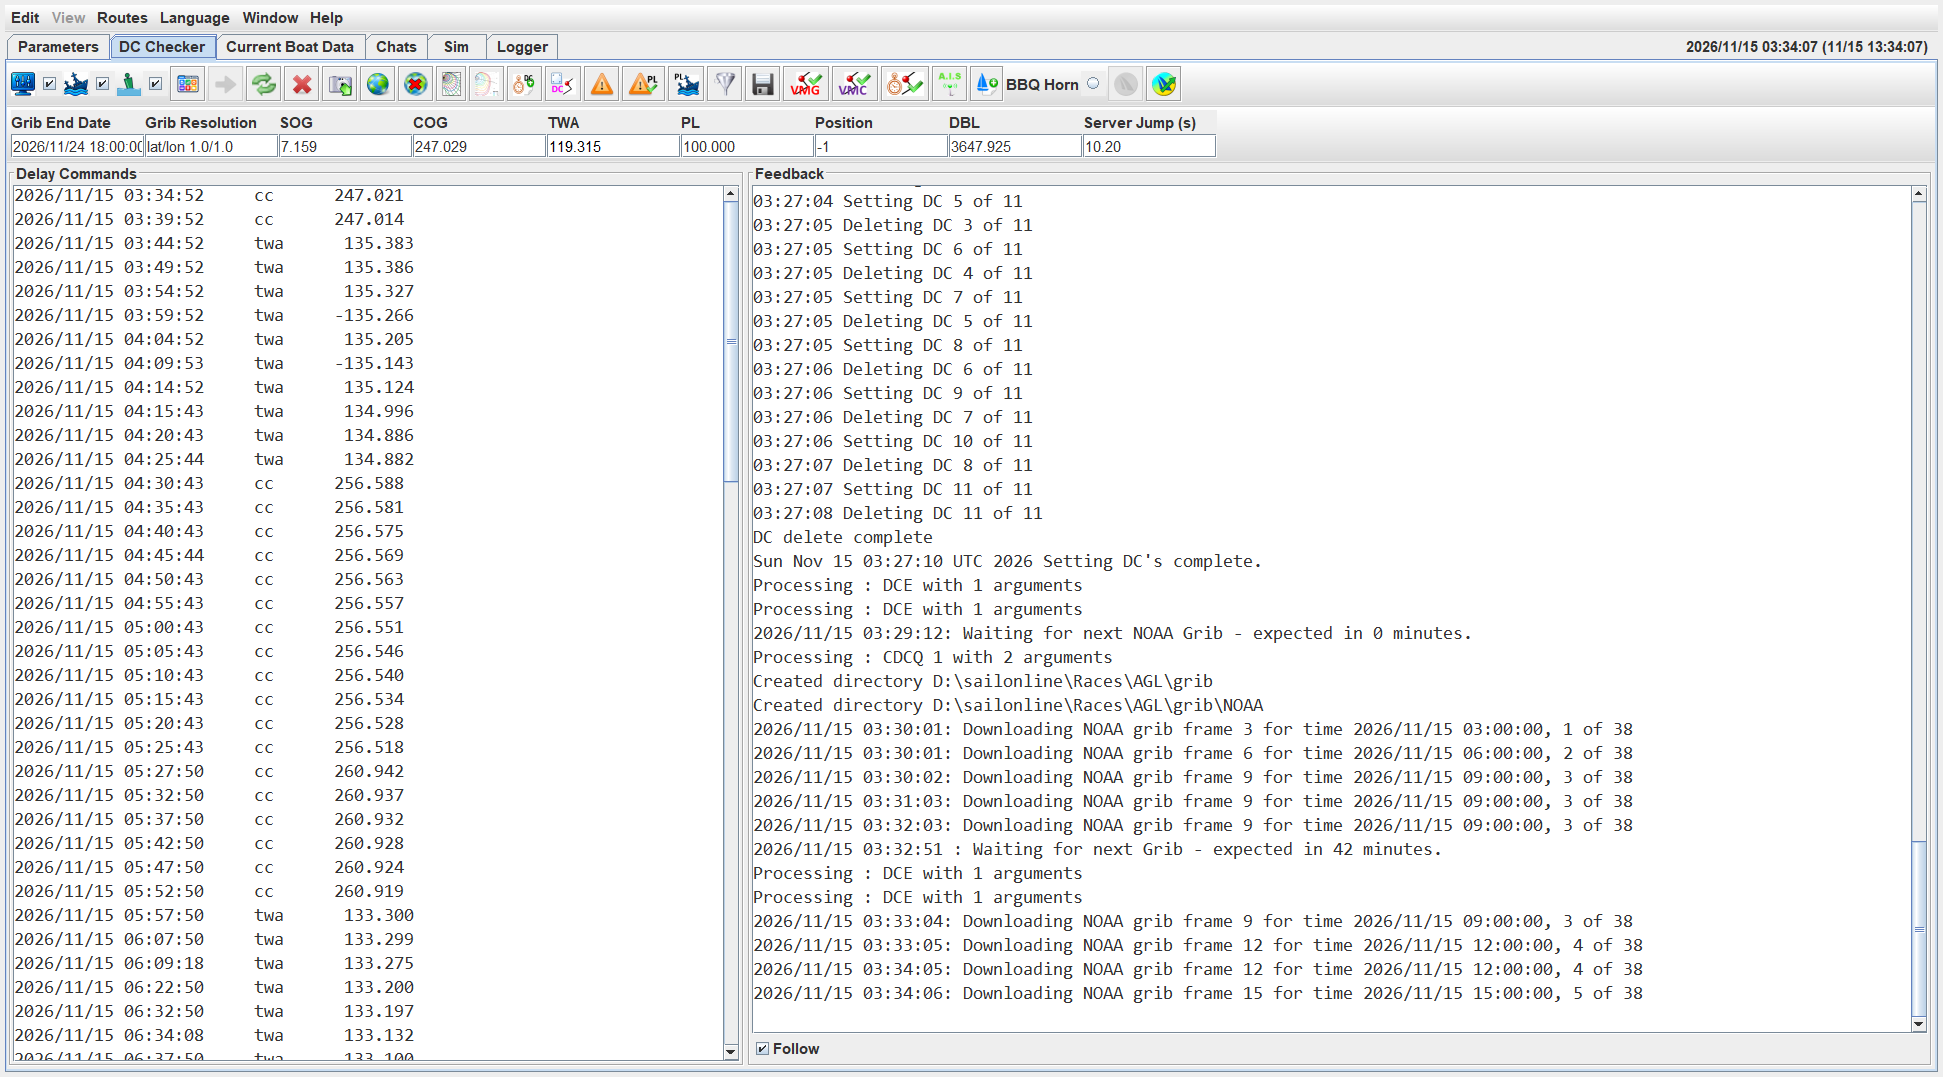 Edit View Routes Language Window Help
Parameters DC Checker Current Boat Data Chats Sim Logger 2026/11/15 03:34:07 (11/15 13:34:07)
DC PL PL VMG VMC A.I.S BBQ Horn
Grib End Date Grib Resolution SOG COG TWA PL Position DBL Server Jump (s)
2026/11/24 18:00:00 lat/lon 1.0/1.0 7.159 247.029 119.315 100.000 -1 3647.925 10.20
Delay Commands
2026/11/15 03:34:52 cc 247.021
2026/11/15 03:39:52 cc 247.014
2026/11/15 03:44:52 twa 135.383
2026/11/15 03:49:52 twa 135.386
2026/11/15 03:54:52 twa 135.327
2026/11/15 03:59:52 twa -135.266
2026/11/15 04:04:52 twa 135.205
2026/11/15 04:09:53 twa -135.143
2026/11/15 04:14:52 twa 135.124
2026/11/15 04:15:43 twa 134.996
2026/11/15 04:20:43 twa 134.886
2026/11/15 04:25:44 twa 134.882
2026/11/15 04:30:43 cc 256.588
2026/11/15 04:35:43 cc 256.581
2026/11/15 04:40:43 cc 256.575
2026/11/15 04:45:44 cc 256.569
2026/11/15 04:50:43 cc 256.563
2026/11/15 04:55:43 cc 256.557
2026/11/15 05:00:43 cc 256.551
2026/11/15 05:05:43 cc 256.546
2026/11/15 05:10:43 cc 256.540
2026/11/15 05:15:43 cc 256.534
2026/11/15 05:20:43 cc 256.528
2026/11/15 05:25:43 cc 256.518
2026/11/15 05:27:50 cc 260.942
2026/11/15 05:32:50 cc 260.937
2026/11/15 05:37:50 cc 260.932
2026/11/15 05:42:50 cc 260.928
2026/11/15 05:47:50 cc 260.924
2026/11/15 05:52:50 cc 260.919
2026/11/15 05:57:50 twa 133.300
2026/11/15 06:07:50 twa 133.299
2026/11/15 06:09:18 twa 133.275
2026/11/15 06:22:50 twa 133.200
2026/11/15 06:32:50 twa 133.197
2026/11/15 06:34:08 twa 133.132
2026/11/15 06:37:50 twa 133.100
Feedback
03:27:04 Setting DC 5 of 11
03:27:05 Deleting DC 3 of 11
03:27:05 Setting DC 6 of 11
03:27:05 Deleting DC 4 of 11
03:27:05 Setting DC 7 of 11
03:27:05 Deleting DC 5 of 11
03:27:05 Setting DC 8 of 11
03:27:06 Deleting DC 6 of 11
03:27:06 Setting DC 9 of 11
03:27:06 Deleting DC 7 of 11
03:27:06 Setting DC 10 of 11
03:27:07 Deleting DC 8 of 11
03:27:07 Setting DC 11 of 11
03:27:08 Deleting DC 11 of 11
DC delete complete
Sun Nov 15 03:27:10 UTC 2026 Setting DC's complete.
Processing : DCE with 1 arguments
Processing : DCE with 1 arguments
2026/11/15 03:29:12: Waiting for next NOAA Grib - expected in 0 minutes.
Processing : CDCQ 1 with 2 arguments
Created directory D:\sailonline\Races\AGL\grib
Created directory D:\sailonline\Races\AGL\grib\NOAA
2026/11/15 03:30:01: Downloading NOAA grib frame 3 for time 2026/11/15 03:00:00, 1 of 38
2026/11/15 03:30:01: Downloading NOAA grib frame 6 for time 2026/11/15 06:00:00, 2 of 38
2026/11/15 03:30:02: Downloading NOAA grib frame 9 for time 2026/11/15 09:00:00, 3 of 38
2026/11/15 03:31:03: Downloading NOAA grib frame 9 for time 2026/11/15 09:00:00, 3 of 38
2026/11/15 03:32:03: Downloading NOAA grib frame 9 for time 2026/11/15 09:00:00, 3 of 38
2026/11/15 03:32:51 : Waiting for next Grib - expected in 42 minutes.
Processing : DCE with 1 arguments
Processing : DCE with 1 arguments
2026/11/15 03:33:04: Downloading NOAA grib frame 9 for time 2026/11/15 09:00:00, 3 of 38
2026/11/15 03:33:05: Downloading NOAA grib frame 12 for time 2026/11/15 12:00:00, 4 of 38
2026/11/15 03:34:05: Downloading NOAA grib frame 12 for time 2026/11/15 12:00:00, 4 of 38
2026/11/15 03:34:06: Downloading NOAA grib frame 15 for time 2026/11/15 15:00:00, 5 of 38
Follow